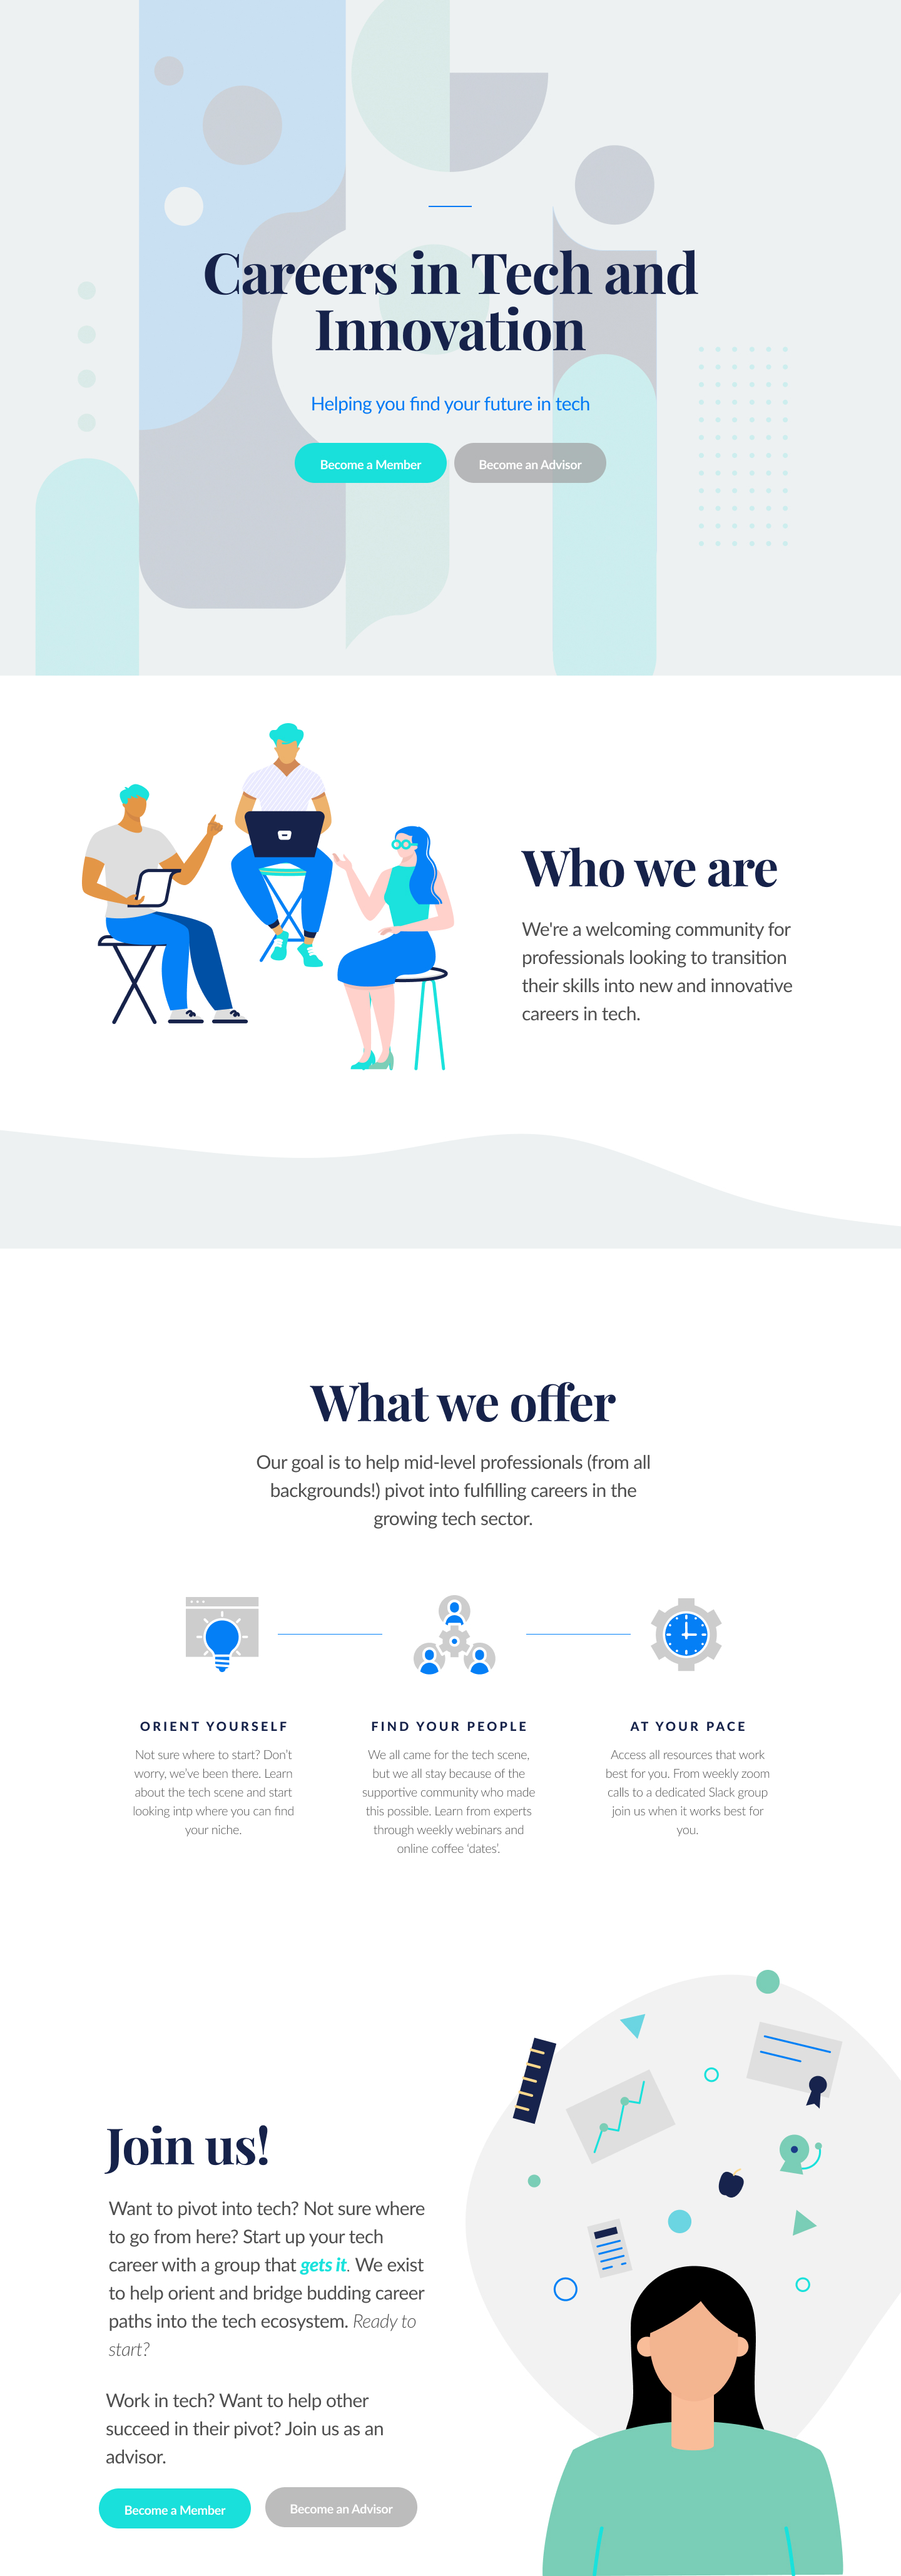 Careers in Tech and
Innovation
Helping you find your future in tech
Become a Member
Become an Advisor
Who we are
We're a welcoming community for
professionals looking to transition
their skills into new and innovative
careers in tech.
What we offer
Our goal is to help mid-level professionals (from all
backgrounds!) pivot into fulfilling careers in the
growing tech sector.
ORIENT YOURSELF
Not sure where to start? Don't
worry, we've been there. Learn
about the tech scene and start
looking intp where you can find
your niche.
FIND YOUR PEOPLE
We all came for the tech scene,
but we all stay because of the
supportive community who made
this possible. Learn from experts
through weekly webinars and
online coffee 'dates'.
AT YOUR PACE
Access all resources that work
best for you. From weekly zoom
calls to a dedicated Slack group
join us when it works best for
you.
Join us!
Want to pivot into tech? Not sure where
to go from here? Start up your tech
career with a group that gets it. We exist
to help orient and bridge budding career
paths into the tech ecosystem. Ready to
start?
Work in tech? Want to help other
succeed in their pivot? Join us as an
advisor.
Become a Member
Become an Advisor